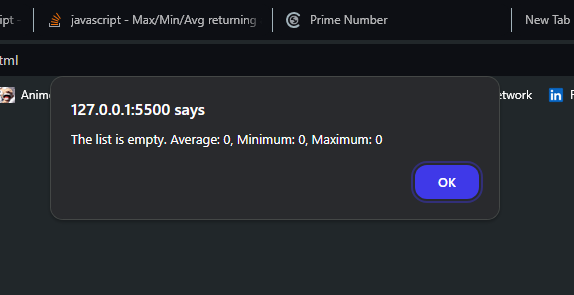 ipt -
javascript - Max/Min/Avg returning
Prime Number
New Tab
tml
Anim
etwork
127.0.0.1:5500 says
The list is empty. Average: 0, Minimum: 0, Maximum: 0
OK